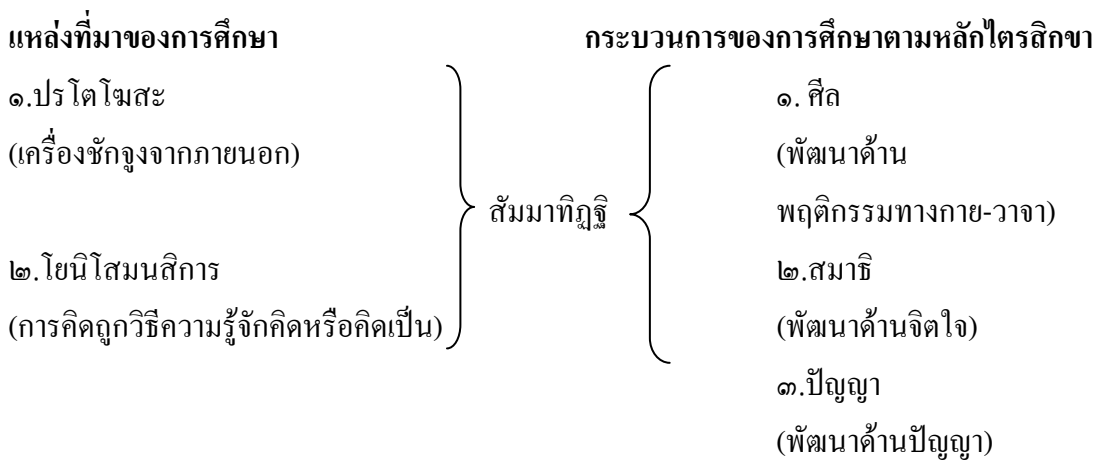 แหล่งที่มาของการศึกษา
๑.ปรโตโฆสะ
(เครื่องชักจูงจากภายนอก)
๒.โยนิโสมนสิการ
(การคิดถูกวิธีความรู้จักคิดหรือคิดเป็น)
สัมมาทิฏฐิ
กระบวนการของการศึกษาตามหลักไตรสิกขา
๑. ศีล
(พัฒนาด้าน
พฤติกรรมทางกาย-วาจา)
๒.สมาธิ
(พัฒนาด้านจิตใจ)
๓.ปัญญา
(พัฒนาด้านปัญญา)